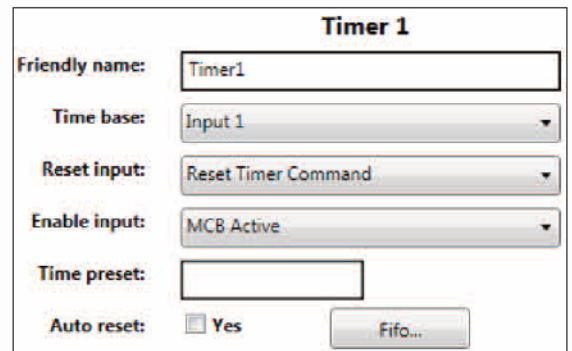 Timer 1
Friendly name: Timer1
Time base: Input 1
Reset input: Reset Timer Command
Enable input: MCB Active
Time preset:
Auto reset: Yes Fifo...